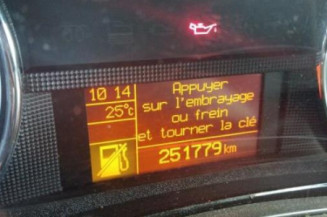 10 14
25°c
Appuyer
sur l'embrayage
ou frein
et tourner la clé
251779 km